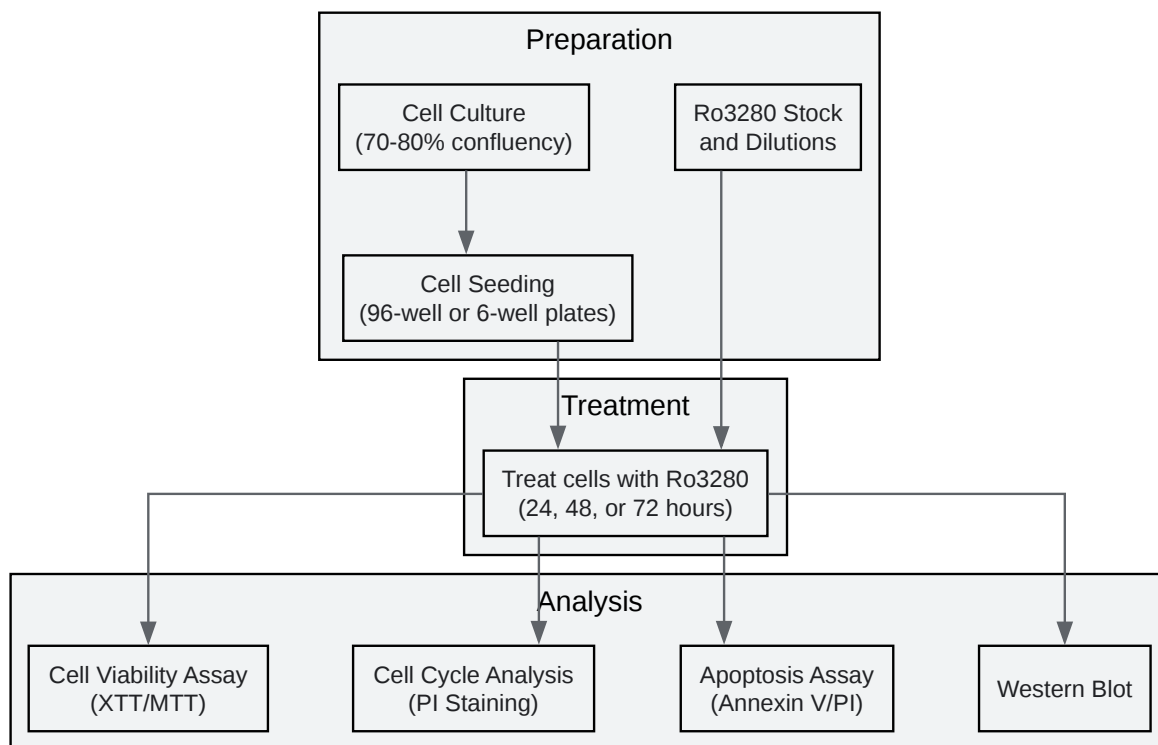 Preparation
Cell Culture
(70-80% confluency)
Ro3280 Stock
and Dilutions
Cell Seeding
(96-well or 6-well plates)
Treatment
Treat cells with Ro3280
(24, 48, or 72 hours)
Analysis
Cell Viability Assay
(XTT/MTT)
Cell Cycle Analysis
(PI Staining)
Apoptosis Assay
(Annexin V/PI)
Western Blot